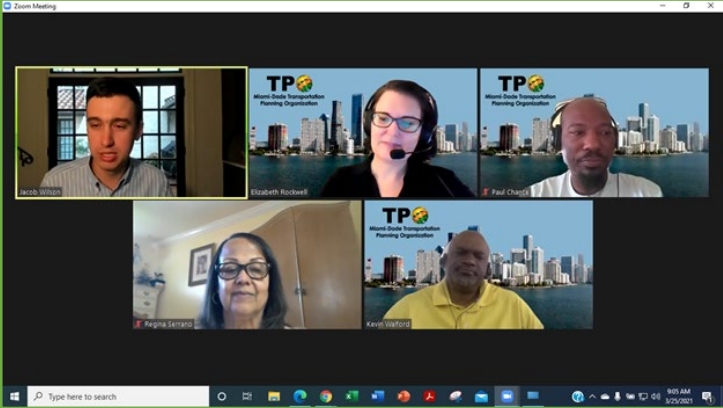 Zoom Meeting
TPO
Miami-Dade Transportation
Planning Organization
TPO
Miami-Dade Transportation
Planning Organization
Jacob Wilson
Elizabeth Rockwell
Paul Chance
TPO
Miami-Dade Transportation
Planning Organization
Regina Serrano
Kevin Walford
Type here to search
9:05 AM
3/25/2021